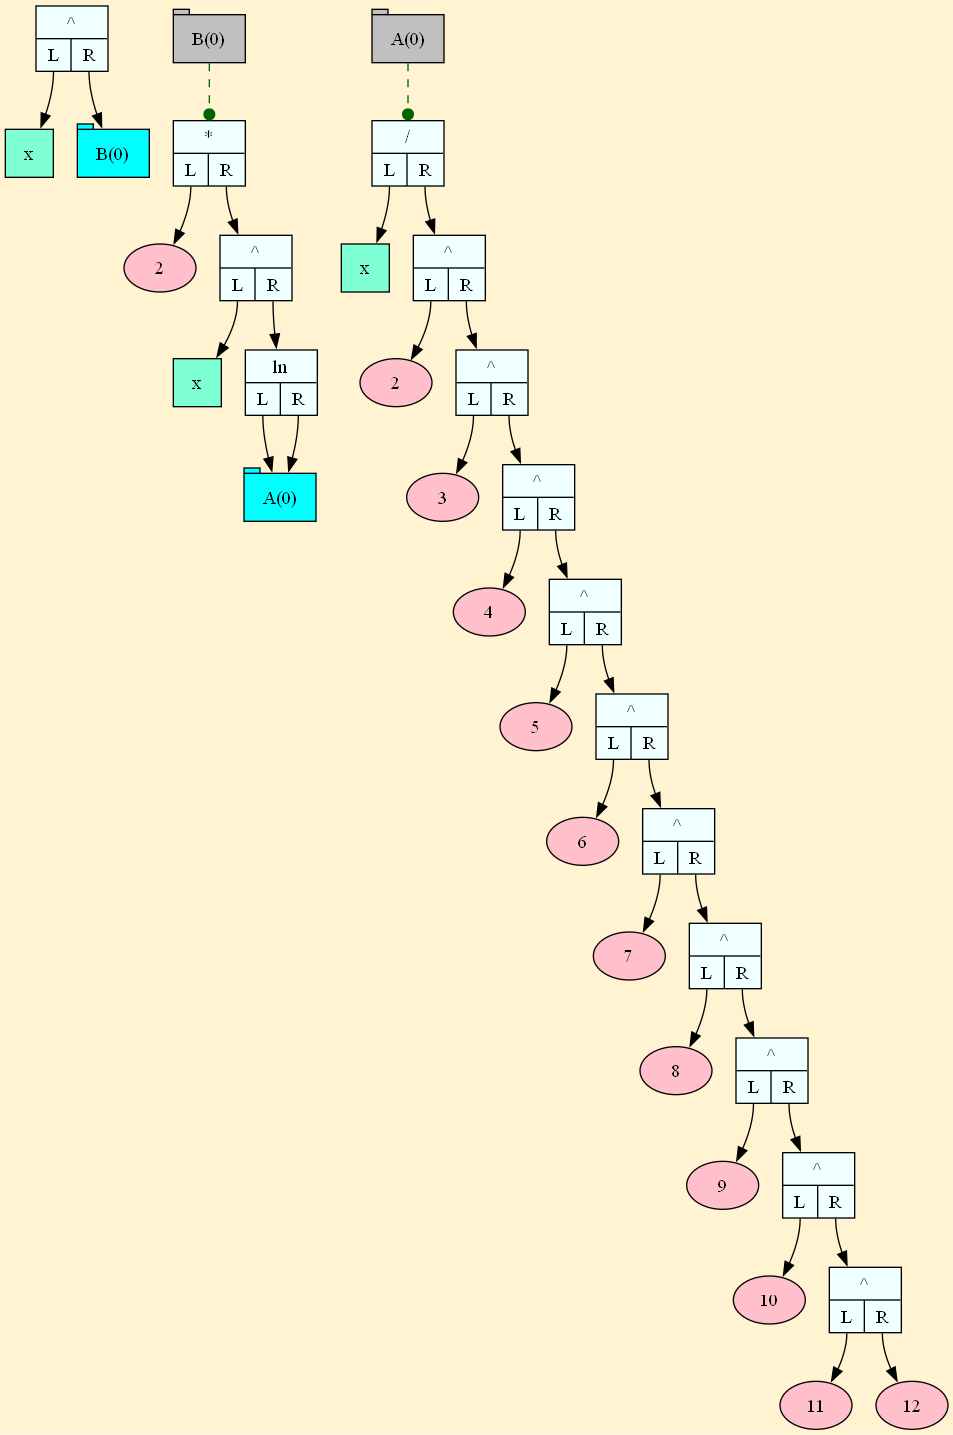 ^ B(0) A(0)
L R
x B(0) * /
L R L R
2 ^ x ^
L R L R
x ln 2 ^
L R L R
A(0) 3 ^
L R
4 ^
L R
5 ^
L R
6 ^
L R
7 ^
L R
8 ^
L R
9 ^
L R
10 ^
L R
11 12